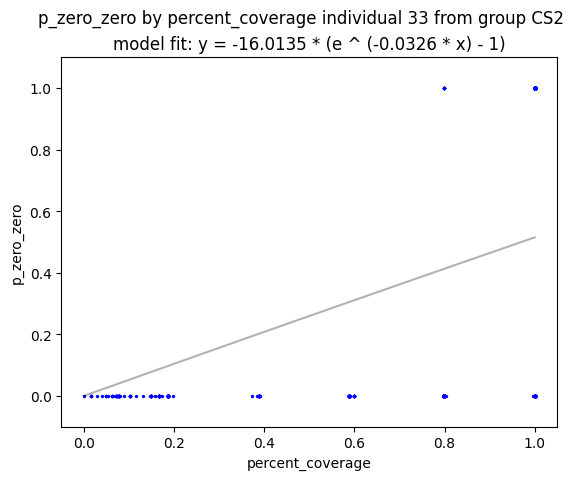 p_zero_zero by percent_coverage individual 33 from group CS2
model fit: y = -16.0135 * (e ^ (-0.0326 * x) - 1)
1.0
0.8
0.6
0.4
0.2
0.0
p_zero_zero
0.0 0.2 0.4 0.6 0.8 1.0
percent_coverage